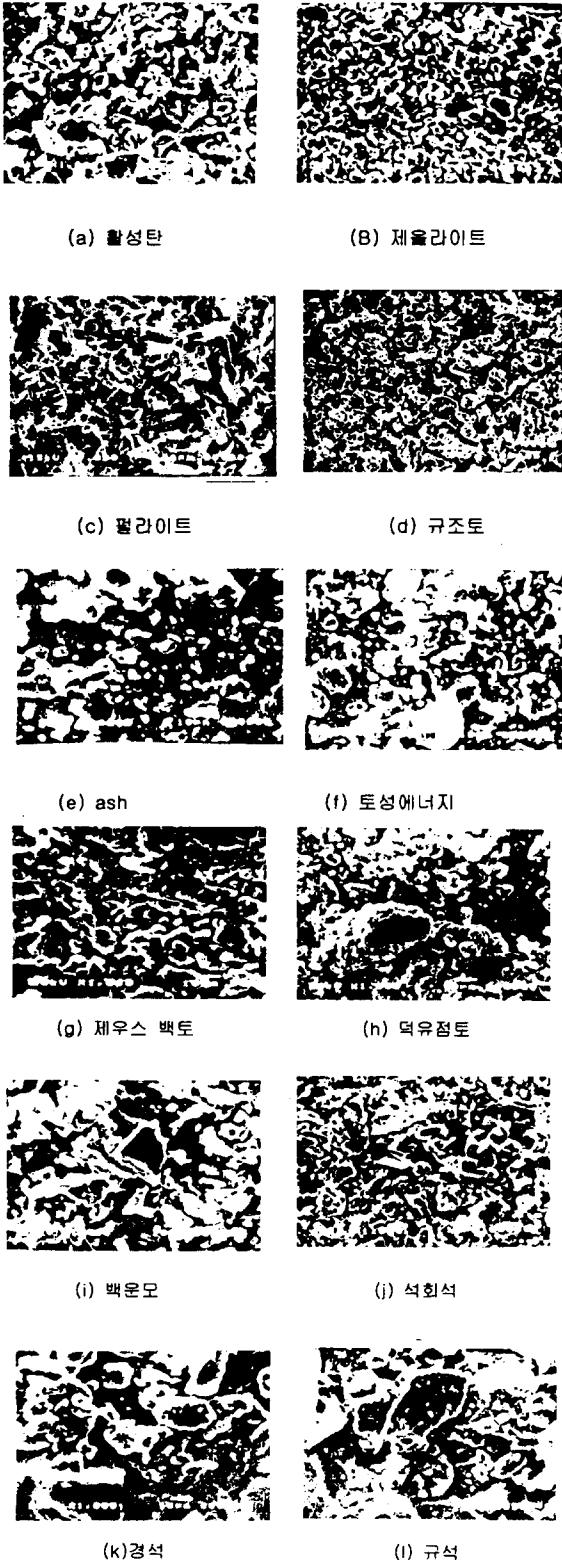 (a) 활성탄
(B) 제올라이트
(c) 펄라이트
(d) 규조토
(e) ash
(f) 토성에너지
(g) 제우스 백토
(h) 덕유점토
(i) 백운모
(j) 석회석
(k)경석
(l) 규석